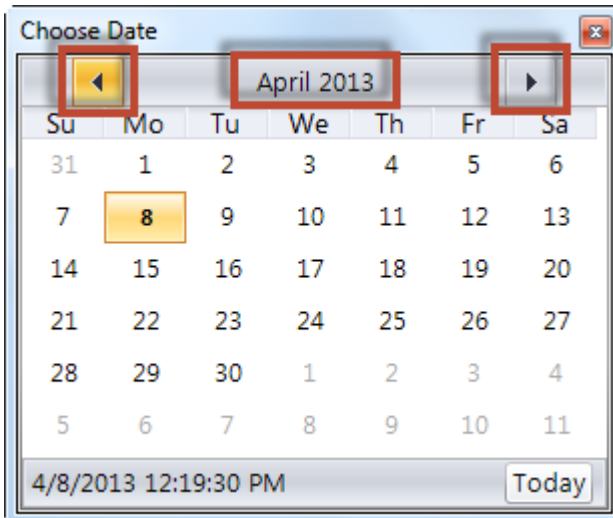 Choose Date
April 2013
Su Mo Tu We Th Fr Sa
31 1 2 3 4 5 6
7 8 9 10 11 12 13
14 15 16 17 18 19 20
21 22 23 24 25 26 27
28 29 30 1 2 3 4
5 6 7 8 9 10 11
4/8/2013 12:19:30 PM Today